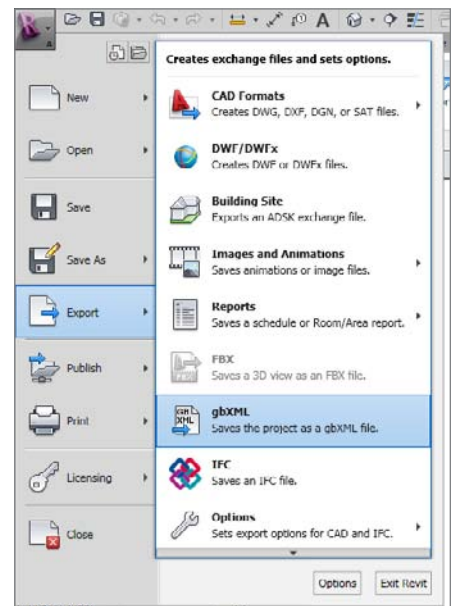 Creates exchange files and sets options.
New
Open
Save
Save As
Export
Publish
Print
Licensing
Close
CAD Formats
Creates DWG, DXF, DGN, or SAT files.
DWF/DWFx
Creates DWF or DWFx files.
Building Site
Exports an ADSK exchange file.
Images and Animations
Saves animations or image files.
Reports
Saves a schedule or Room/Area report.
FBX
Saves a 3D view as an FBX file.
gbXML
Saves the project as a gbXML file.
IFC
Saves an IFC file.
Options
Sets export options for CAD and IFC.
Options
Exit Revit